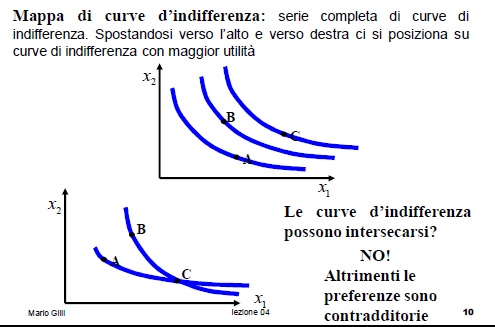 Mappa di curve d'indifferenza: serie completa di curve di
indifferenza. Spostandosi verso l'alto e verso destra ci si posiziona su
curve di indifferenza con maggior utilità
x2
B
C
A
x1
x2
B
A
C
x1
Le curve d'indifferenza
possono intersecarsi?
NO!
Altrimenti le
preferenze sono
contradditorie
Mario Gilli
lezione 04
10